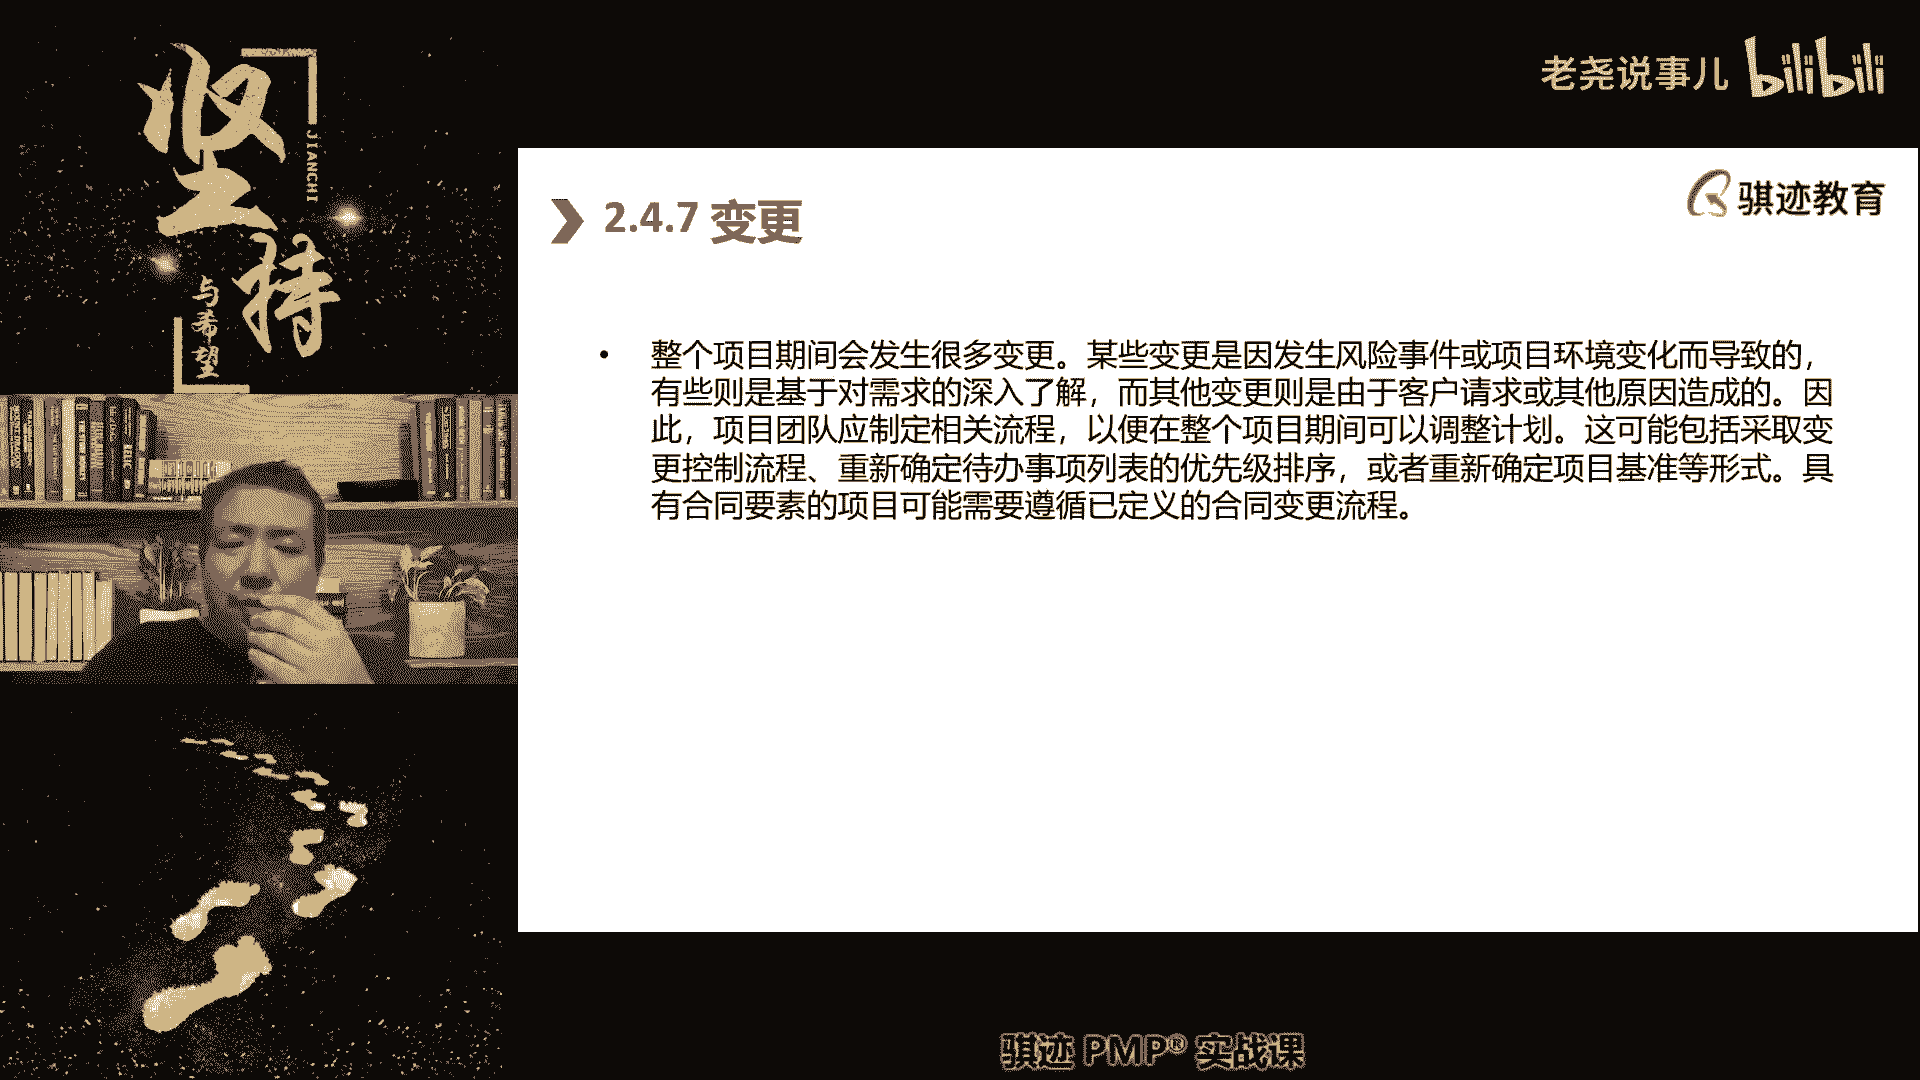 坚持
JIANCHI
与希望
老尧说事儿 bilibili
骐迹教育
2.4.7 变更
• 整个项目期间会发生很多变更。某些变更是因发生风险事件或项目环境变化而导致的，
有些则是基于对需求的深入了解，而其他变更则是由于客户请求或其他原因造成的。因
此，项目团队应制定相关流程，以便在整个项目期间可以调整计划。这可能包括采取变
更控制流程、重新确定待办事项列表的优先级排序，或者重新确定项目基准等形式。具
有合同要素的项目可能需要遵循已定义的合同变更流程。
骐迹 PMP® 实战课